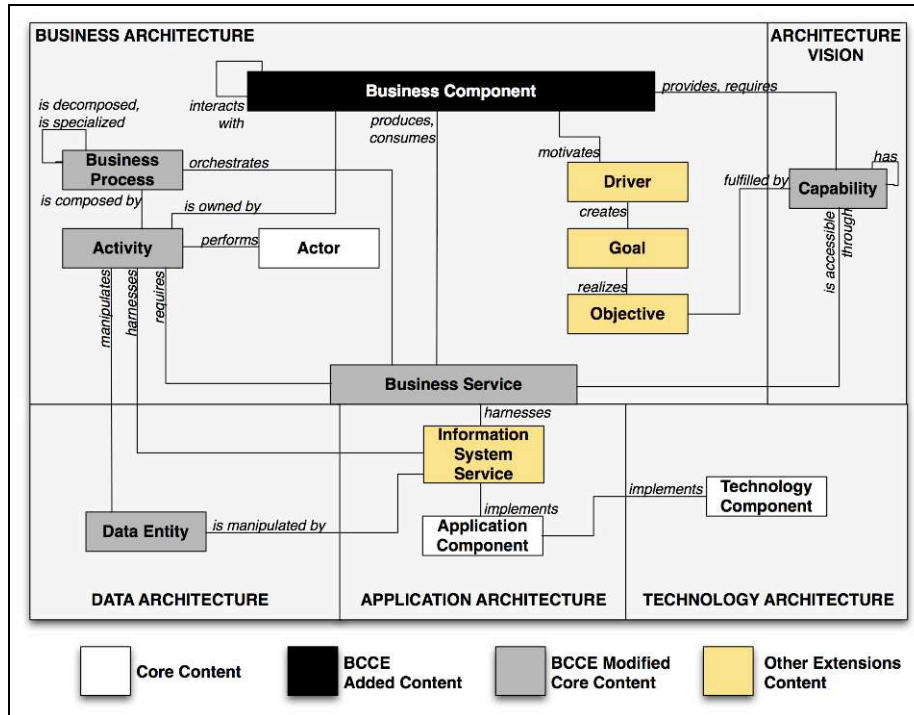 BUSINESS ARCHITECTURE
ARCHITECTURE
VISION
Business Component
provides, requires
interacts
with
is decomposed,
is specialized
produces,
consumes
Business
Process
orchestrates
motivates
has
Driver
fulfilled by
Capability
is composed by
is owned by
creates
Activity
performs
Actor
Goal
is accessible
through
manipulates
harnesses
requires
realizes
Objective
Business Service
harnesses
Information
System
Service
implements
Technology
Component
Data Entity
is manipulated by
implements
Application
Component
DATA ARCHITECTURE
APPLICATION ARCHITECTURE
TECHNOLOGY ARCHITECTURE
Core Content
BCCE
Added Content
BCCE Modified
Core Content
Other Extensions
Content